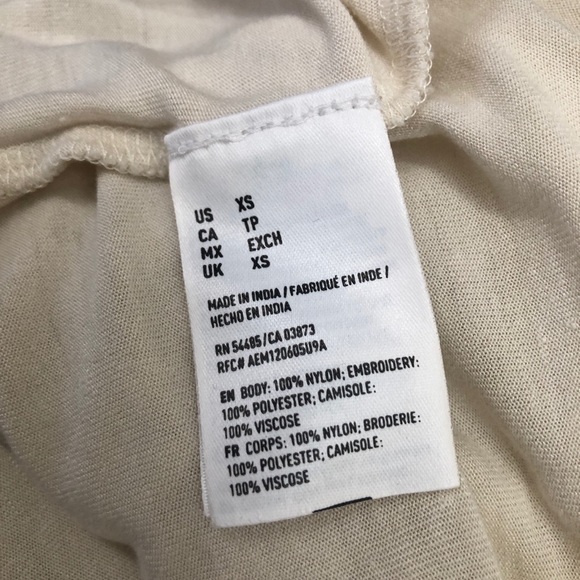 US XS
CA TP
MX EXCH
UK XS
MADE IN INDIA / FABRIQUÉ EN INDE /
HECHO EN INDIA
RN 54485/CA 03873
RFC# AEM120605U9A
EN BODY: 100% NYLON; EMBROIDERY:
100% POLYESTER; CAMISOLE:
100% VISCOSE
FR CORPS: 100% NYLON; BRODERIE:
100% POLYESTER; CAMISOLE:
100% VISCOSE